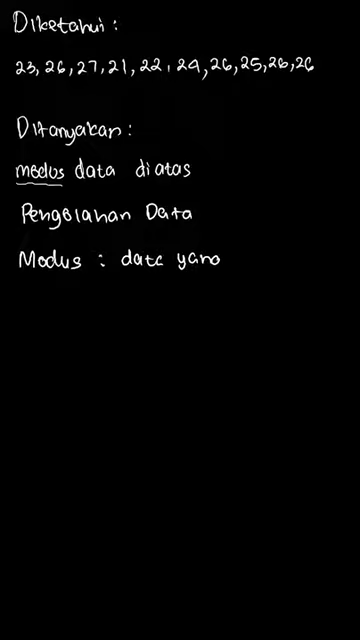 Diketahui :
23, 26, 27, 21, 22, 24, 26, 25, 26, 26
Ditanyakan :
modus data diatas
Pengolahan Data
Modus : data yang